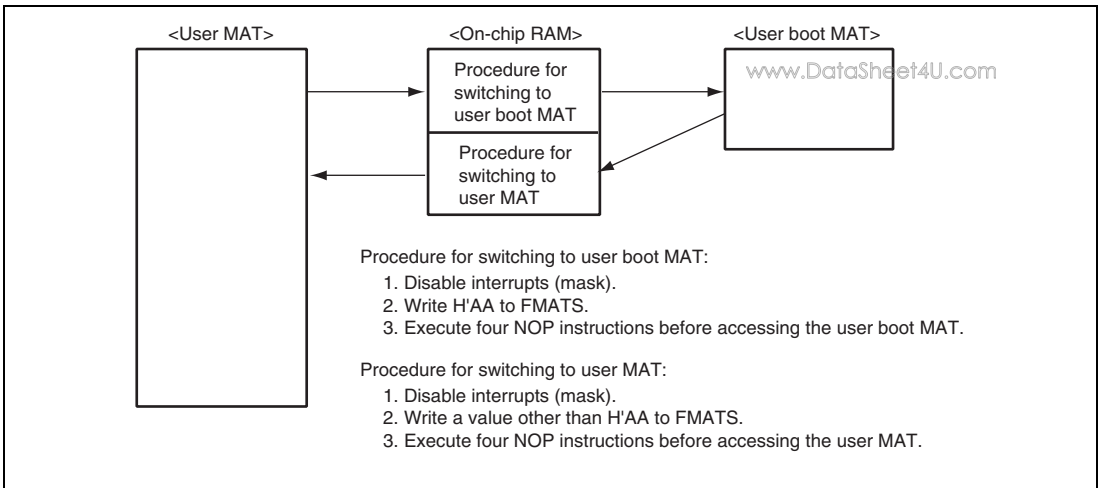 <User MAT>
<On-chip RAM>
<User boot MAT>
Procedure for
switching to
user boot MAT
Procedure for
switching to
user MAT
www.DataSheet4U.com
Procedure for switching to user boot MAT:
1. Disable interrupts (mask).
2. Write H'AA to FMATS.
3. Execute four NOP instructions before accessing the user boot MAT.
Procedure for switching to user MAT:
1. Disable interrupts (mask).
2. Write a value other than H'AA to FMATS.
3. Execute four NOP instructions before accessing the user MAT.